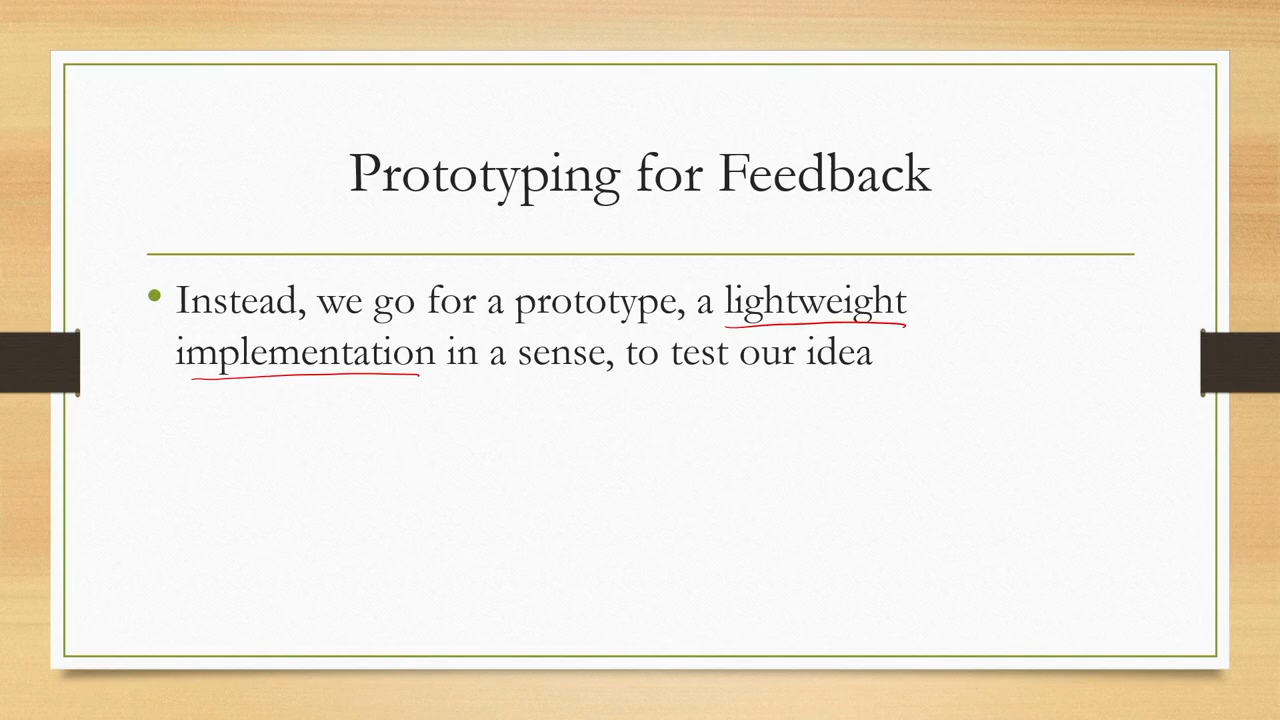 Prototyping for Feedback
• Instead, we go for a prototype, a lightweight
implementation in a sense, to test our idea